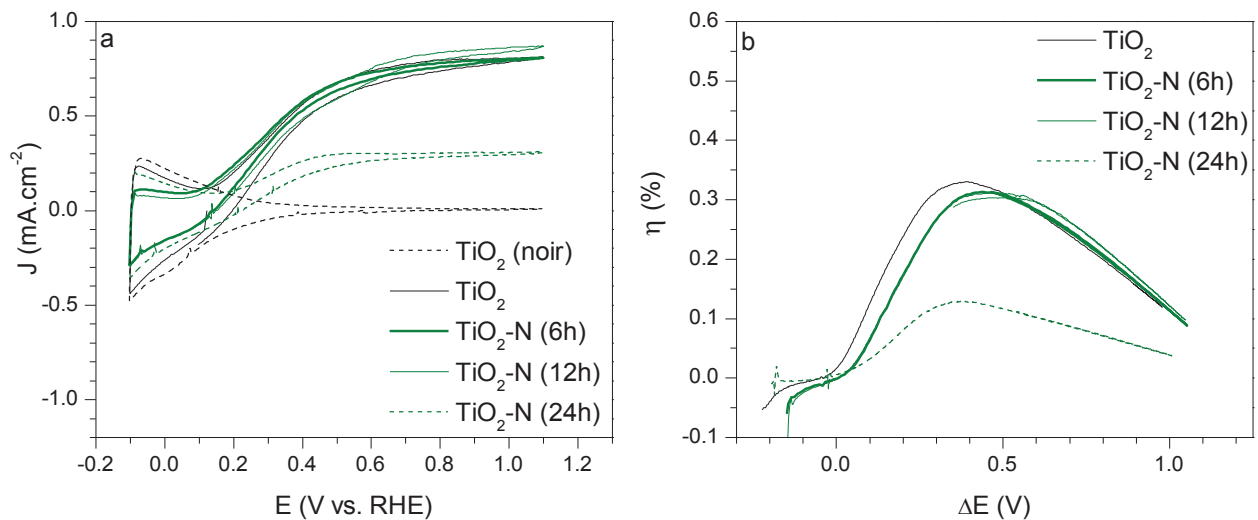 a
1.0
0.5
0.0
-0.5
-1.0
J (mA.cm⁻²)
TiO₂ (noir)
TiO₂
TiO₂-N (6h)
TiO₂-N (12h)
TiO₂-N (24h)
-0.2 0.0 0.2 0.4 0.6 0.8 1.0 1.2
E (V vs. RHE)
b
0.6
0.5
0.4
0.3
0.2
0.1
0.0
-0.1
η (%)
TiO₂
TiO₂-N (6h)
TiO₂-N (12h)
TiO₂-N (24h)
0.0 0.5 1.0
ΔE (V)